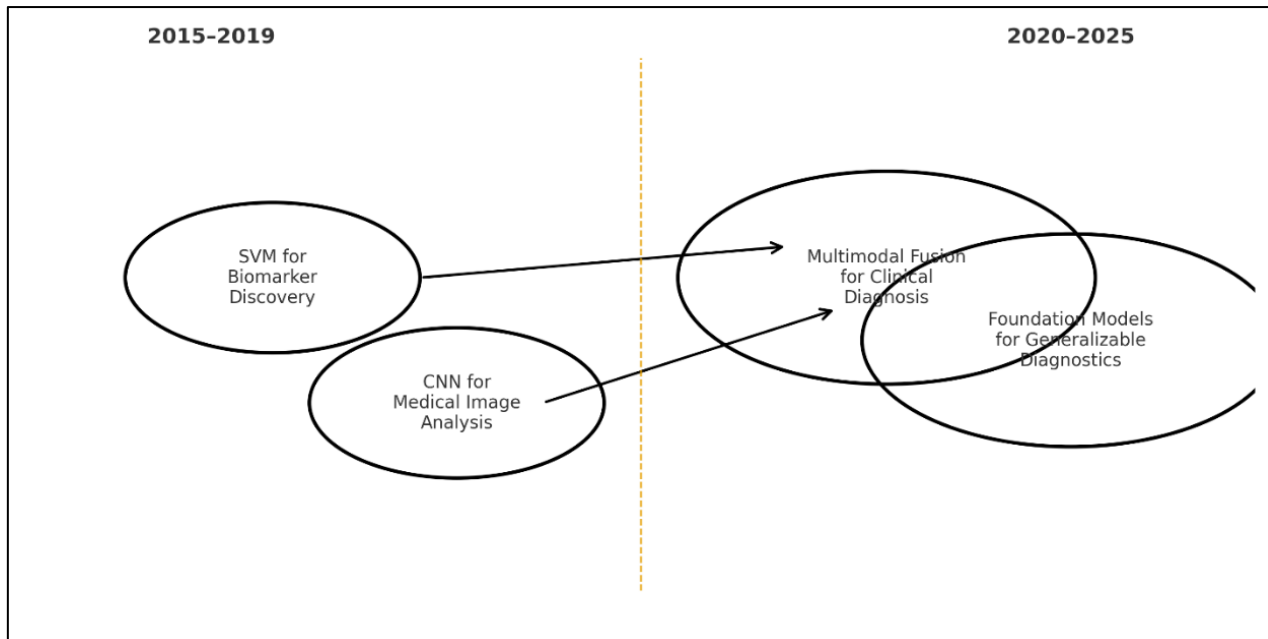 2015–2019
2020–2025
SVM for
Biomarker
Discovery
CNN for
Medical Image
Analysis
Multimodal Fusion
for Clinical
Diagnosis
Foundation Models
for Generalizable
Diagnostics